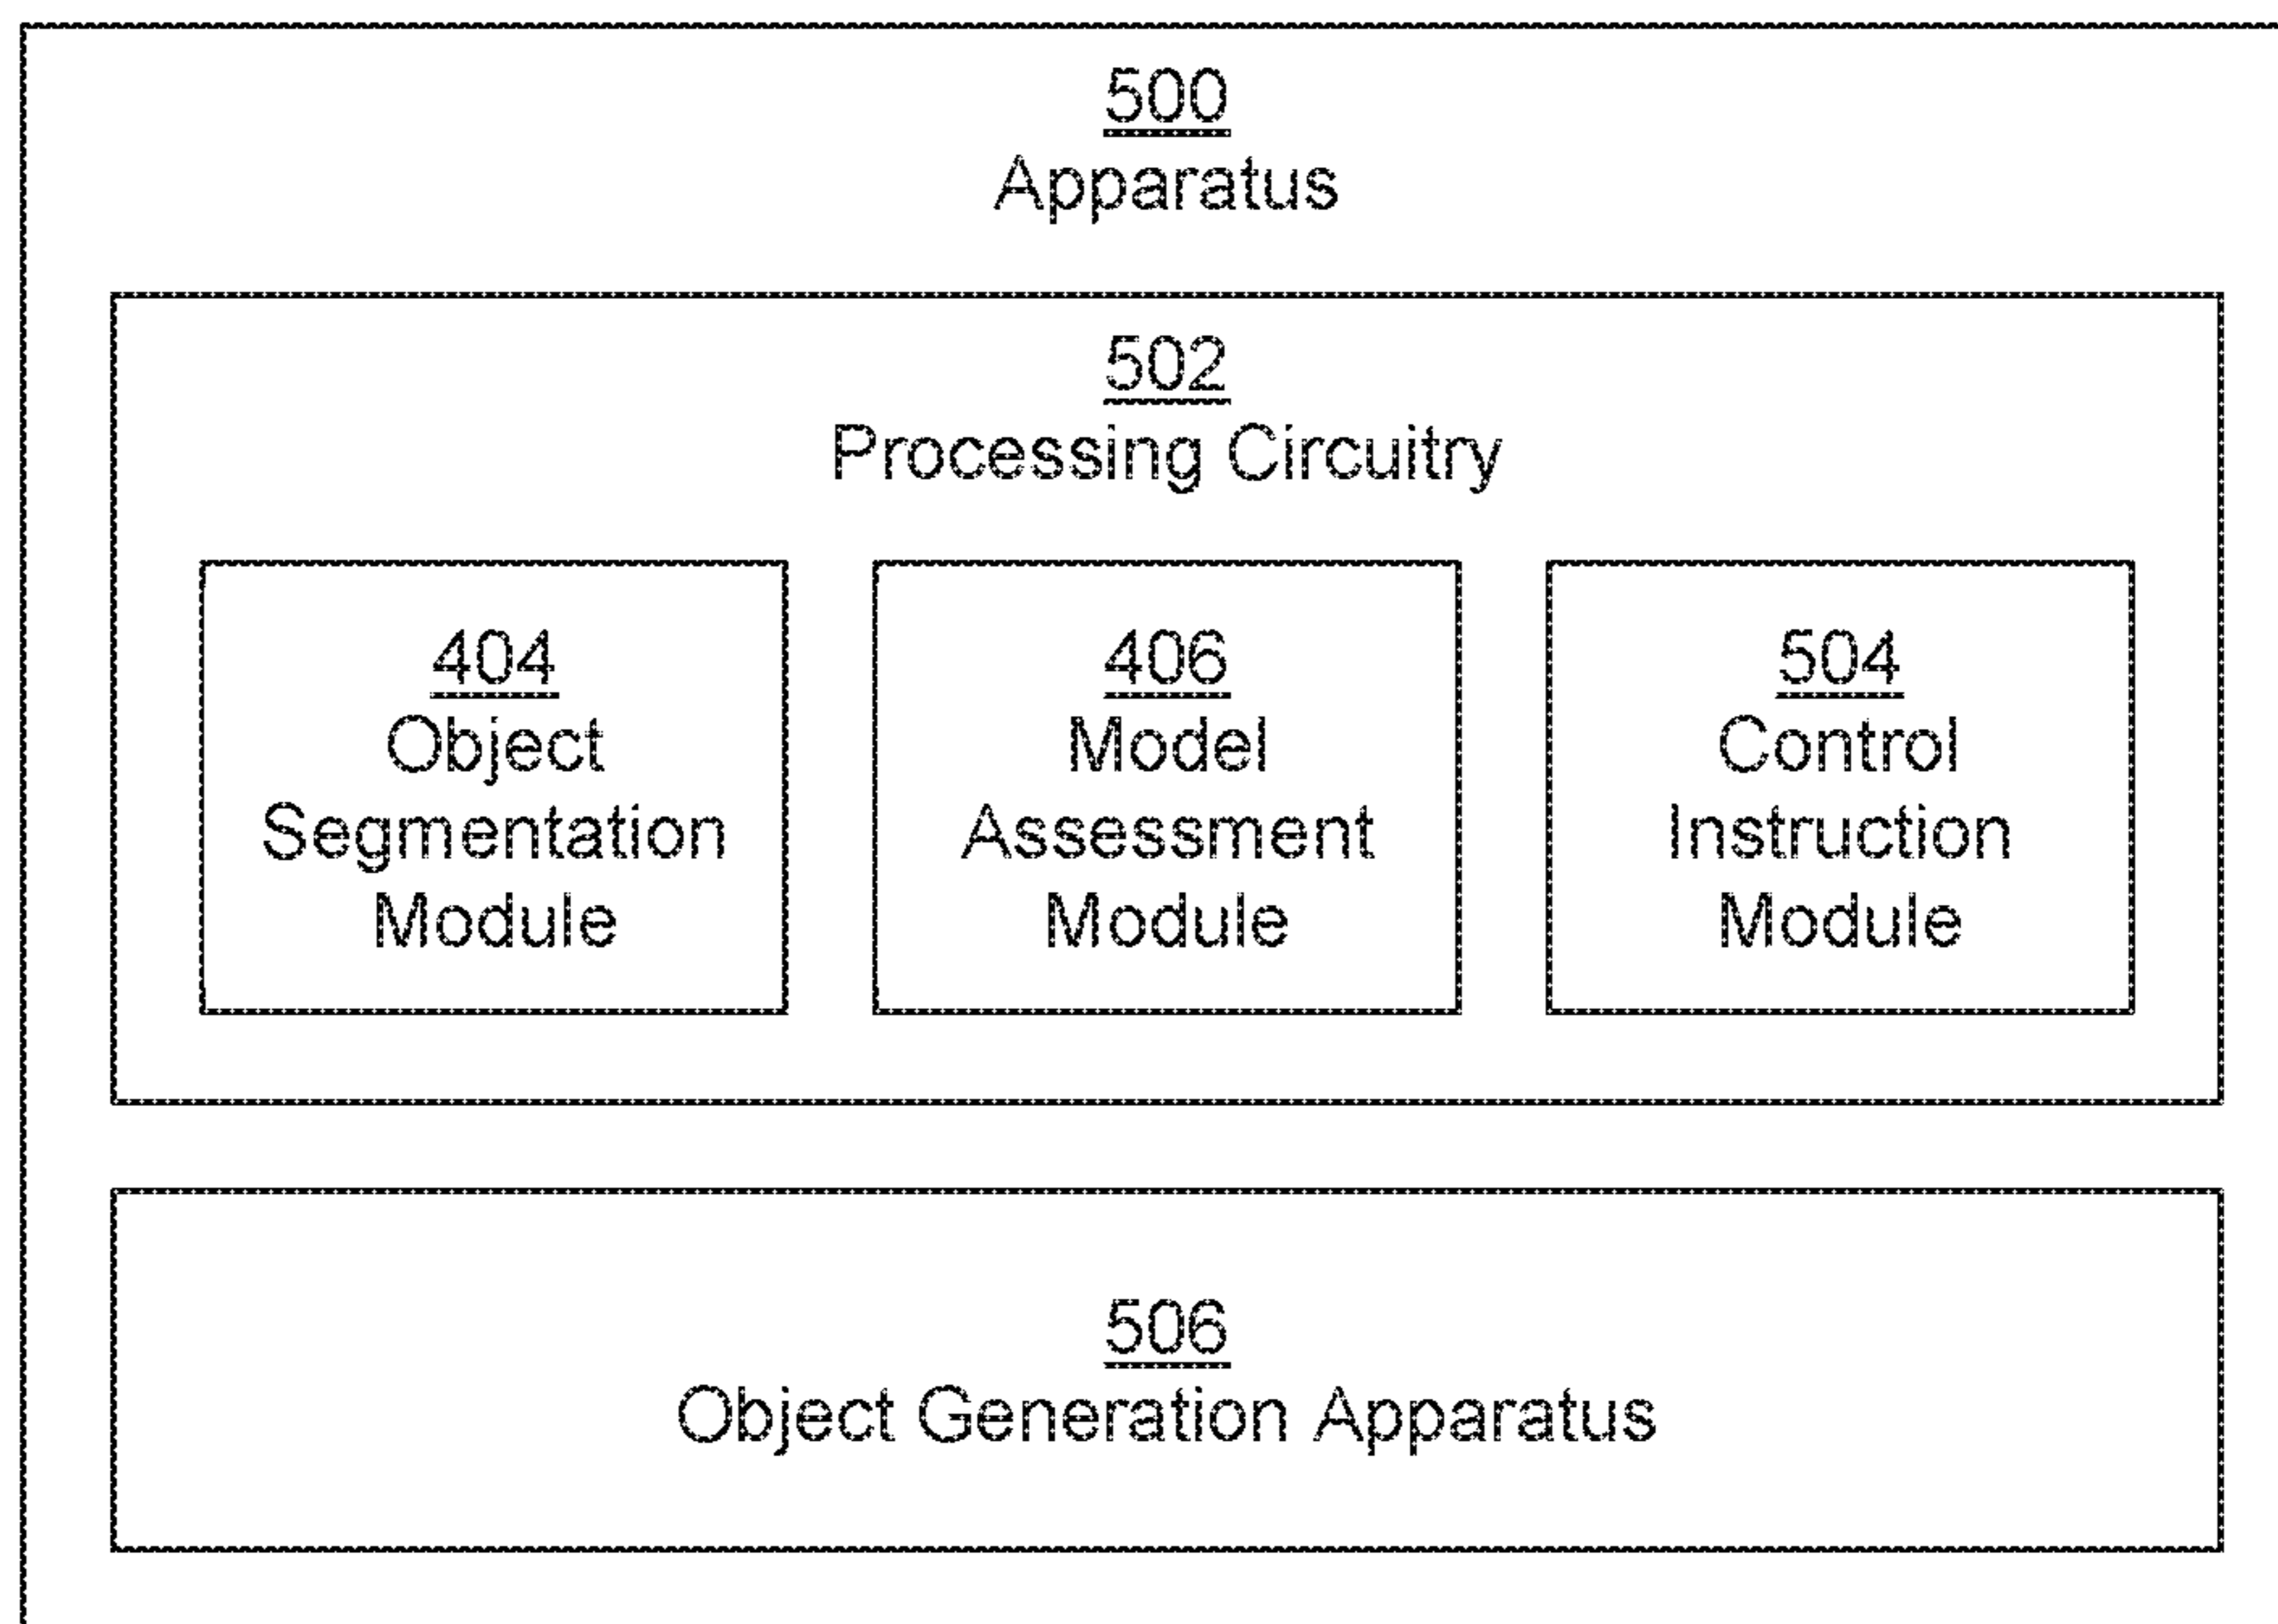 500
Apparatus
502
Processing Circuitry
404
Object
Segmentation
Module
406
Model
Assessment
Module
504
Control
Instruction
Module
506
Object Generation Apparatus